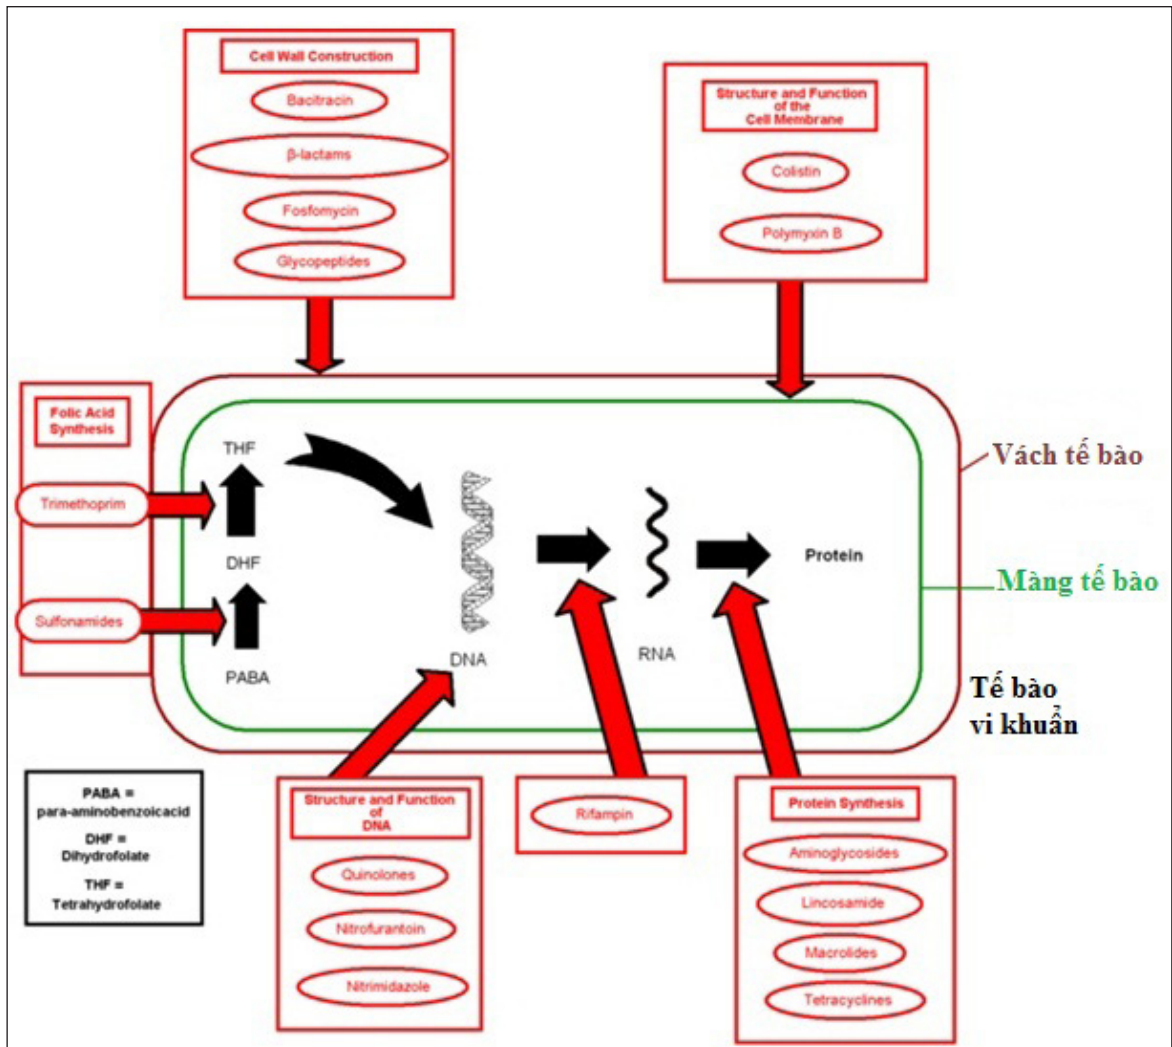 Cell Wall Construction
Bacitracin
β-lactams
Fosfomycin
Glycopeptides
Structure and Function
of the
Cell Membrane
Colistin
Polymyxin B
Folic Acid
Synthesis
Trimethoprim
Sulfonamides
THF
DHF
PABA
DNA
RNA
Protein
Vách tế bào
Màng tế bào
Tế bào
vi khuẩn
PABA =
para-aminobenzoicacid
DHF =
Dihydrofolate
THF =
Tetrahydrofolate
Structure and Function
of
DNA
Quinolones
Nitrofurantoin
Nitrimidazole
Rifampin
Protein Synthesis
Aminoglycosides
Lincosamide
Macrolides
Tetracyclines